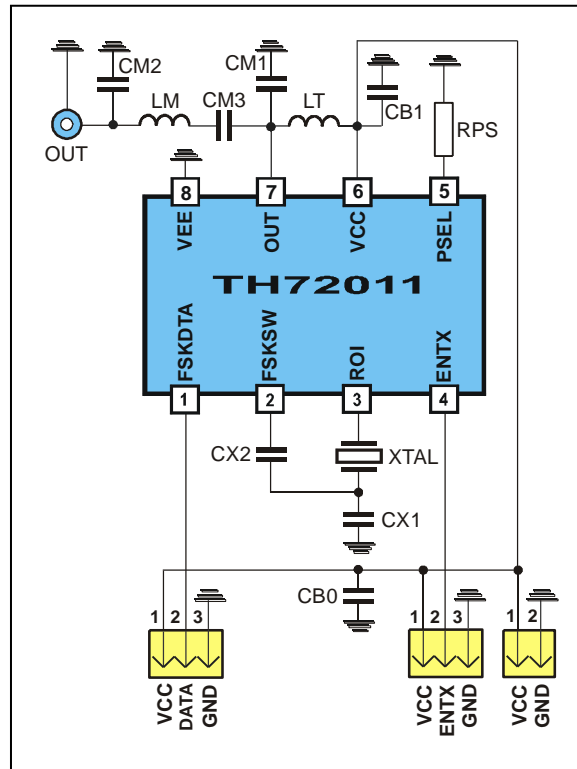 CM2
CM1
LM
CM3
LT
CB1
RPS
OUT
8
7
6
5
VEE
OUT
VCC
PSEL
TH72011
FSKDTA
FSKSW
ROI
ENTX
1
2
3
4
CX2
XTAL
CX1
CB0
1 2 3
1 2 3
1 2
VCC
DATA
GND
VCC
ENTX
GND
VCC
GND